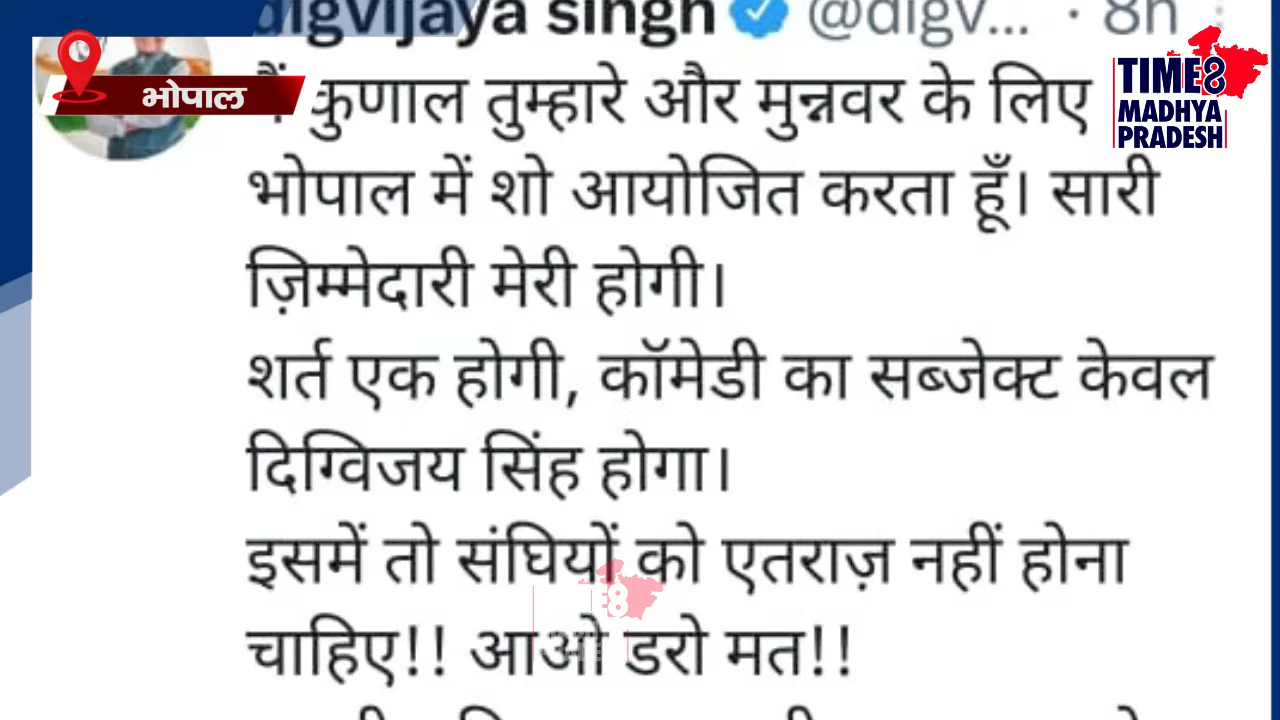 digvijaya singh @digv... · 8h
भोपाल
TIME8
MADHYA
PRADESH
मैं कुणाल तुम्हारे और मुन्नवर के लिए
भोपाल में शो आयोजित करता हूँ। सारी
ज़िम्मेदारी मेरी होगी।
शर्त एक होगी, कॉमेडी का सब्जेक्ट केवल
दिग्विजय सिंह होगा।
इसमें तो संघियों को एतराज़ नहीं होना
चाहिए!! आओ डरो मत!!